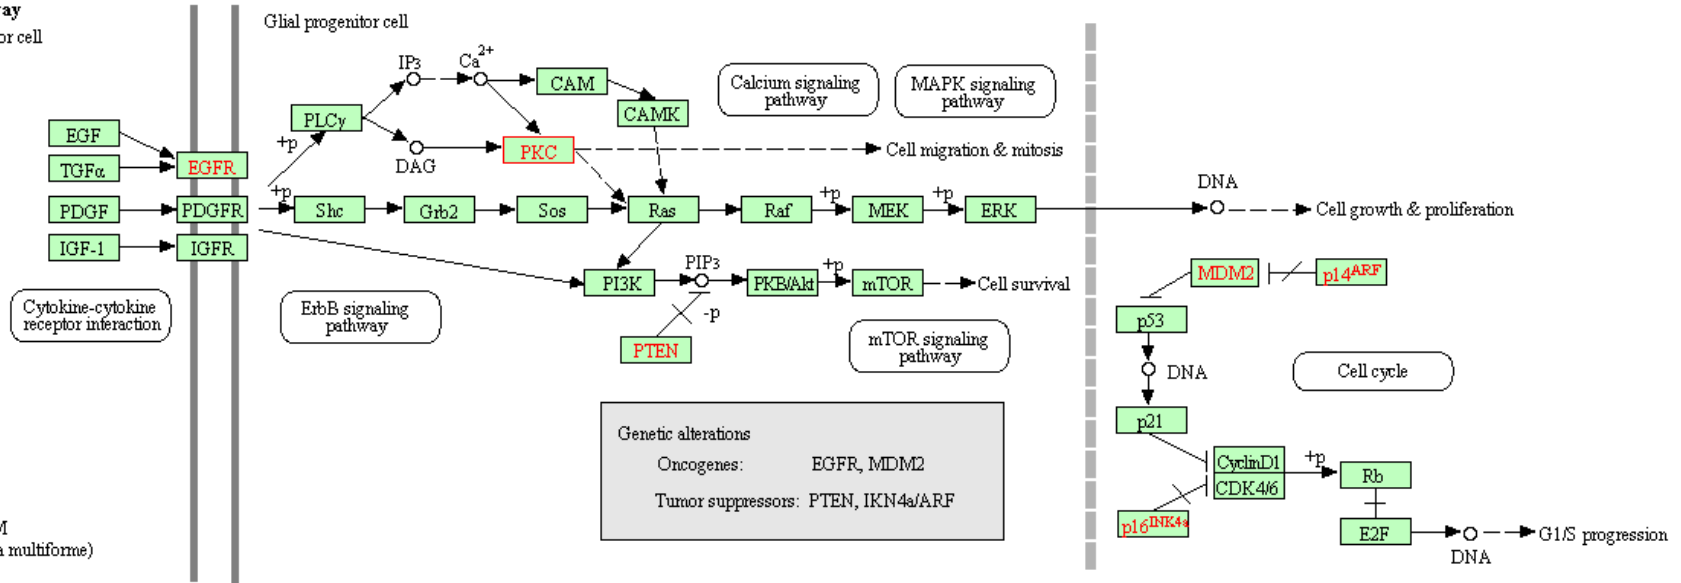 ay
or cell
Glial progenitor cell
IP3
Ca2+
CAM
CAMK
Calcium signaling
pathway
MAPK signaling
pathway
PLCγ
+p
EGF
TGFα
EGFR
DAG
PKC
Cell migration & mitosis
PDGF
PDGFR
+p
Shc
Grb2
Sos
Ras
Raf
+p
MEK
+p
ERK
DNA
Cell growth & proliferation
IGF-1
IGFR
PI3K
PIP3
PKB/Akt
+p
mTOR
Cell survival
-p
PTEN
Cytokine-cytokine
receptor interaction
ErbB signaling
pathway
mTOR signaling
pathway
MDM2
p14ARF
p53
DNA
Cell cycle
p21
CyclinD1
CDK4/6
+p
Rb
p16INK4a
E2F
DNA
G1/S progression
Genetic alterations
Oncogenes: EGFR, MDM2
Tumor suppressors: PTEN, IKN4a/ARF
M
a multiforme)